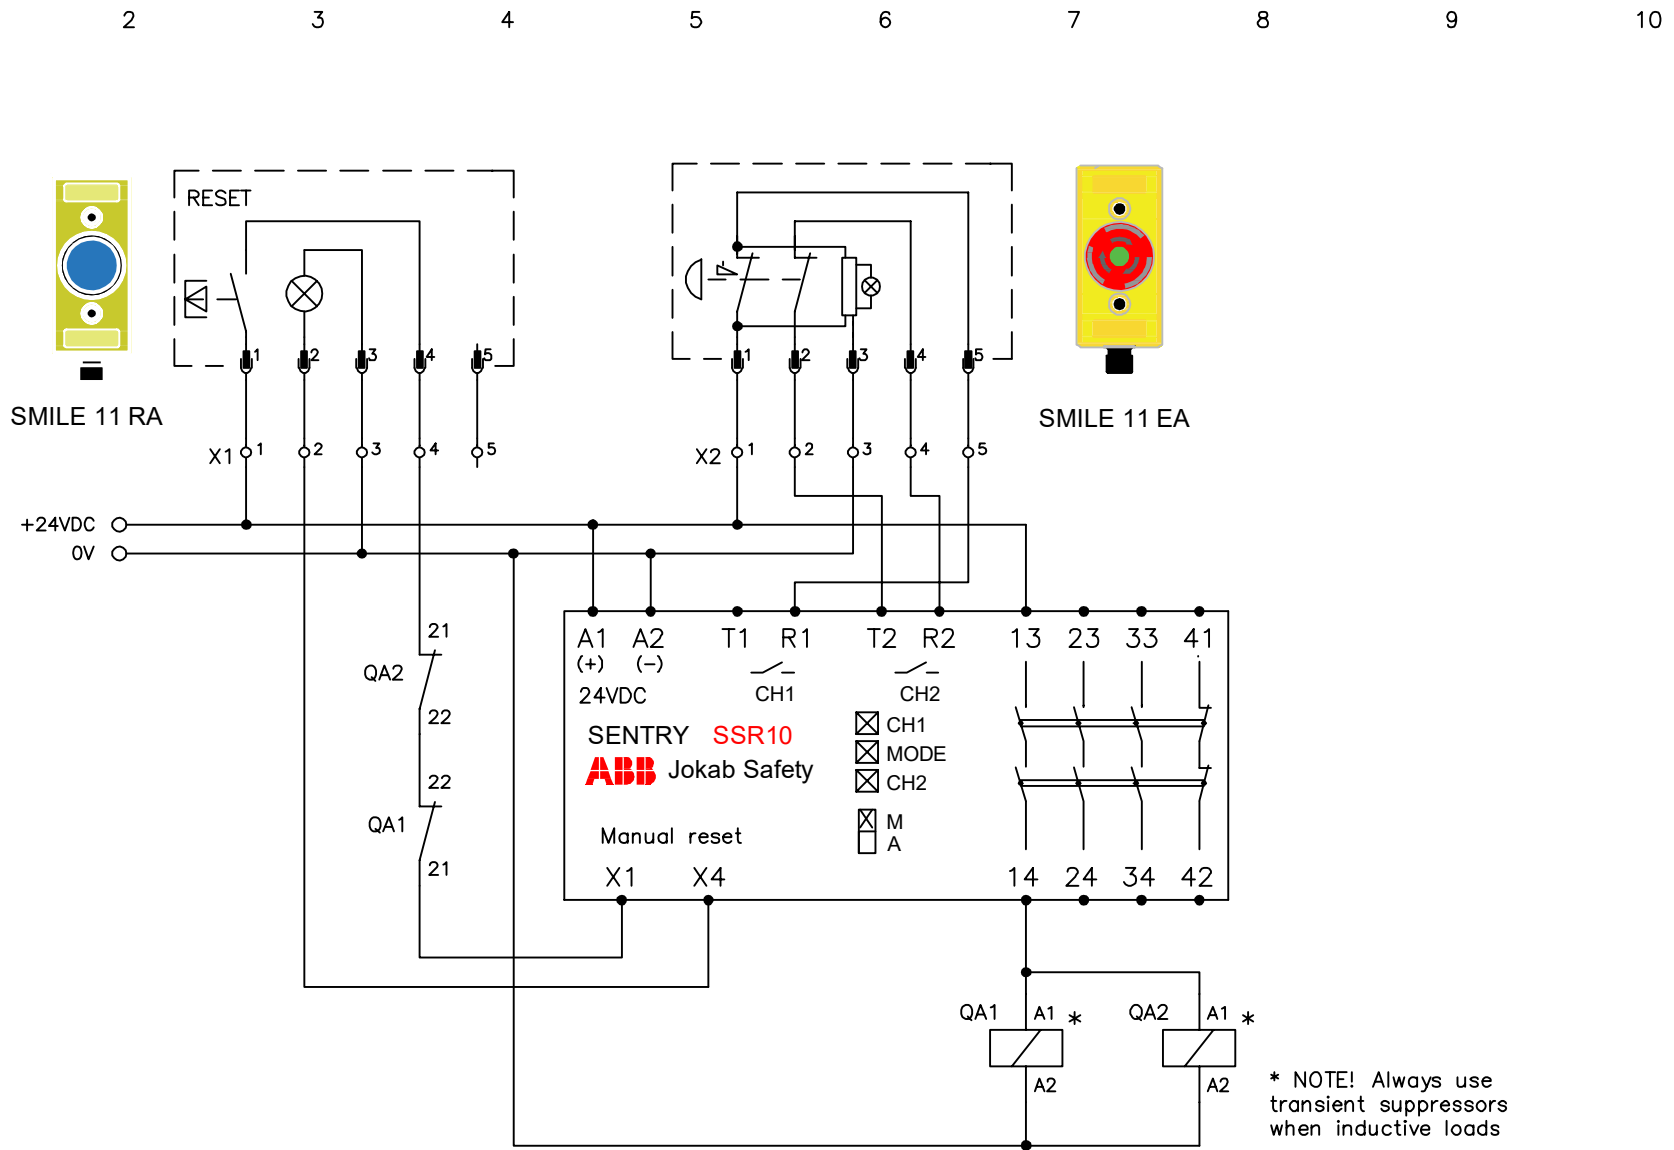 2 3 4 5 6 7 8 9 10
RESET
1 2 3 4 5
1 2 3 4 5
SMILE 11 RA
SMILE 11 EA
X1 1 2 3 4 5
X2 1 2 3 4 5
+24VDC
0V
21
QA2
22
22
QA1
21
A1 A2 T1 R1 T2 R2 13 23 33 41
(+) (-)
24VDC
CH1
CH2
SENTRY SSR10
ABB Jokab Safety
CH1
MODE
CH2
M
A
Manual reset
X1 X4 14 24 34 42
QA1 A1 *
A2
QA2 A1 *
A2
* NOTE! Always use
transient suppressors
when inductive loads